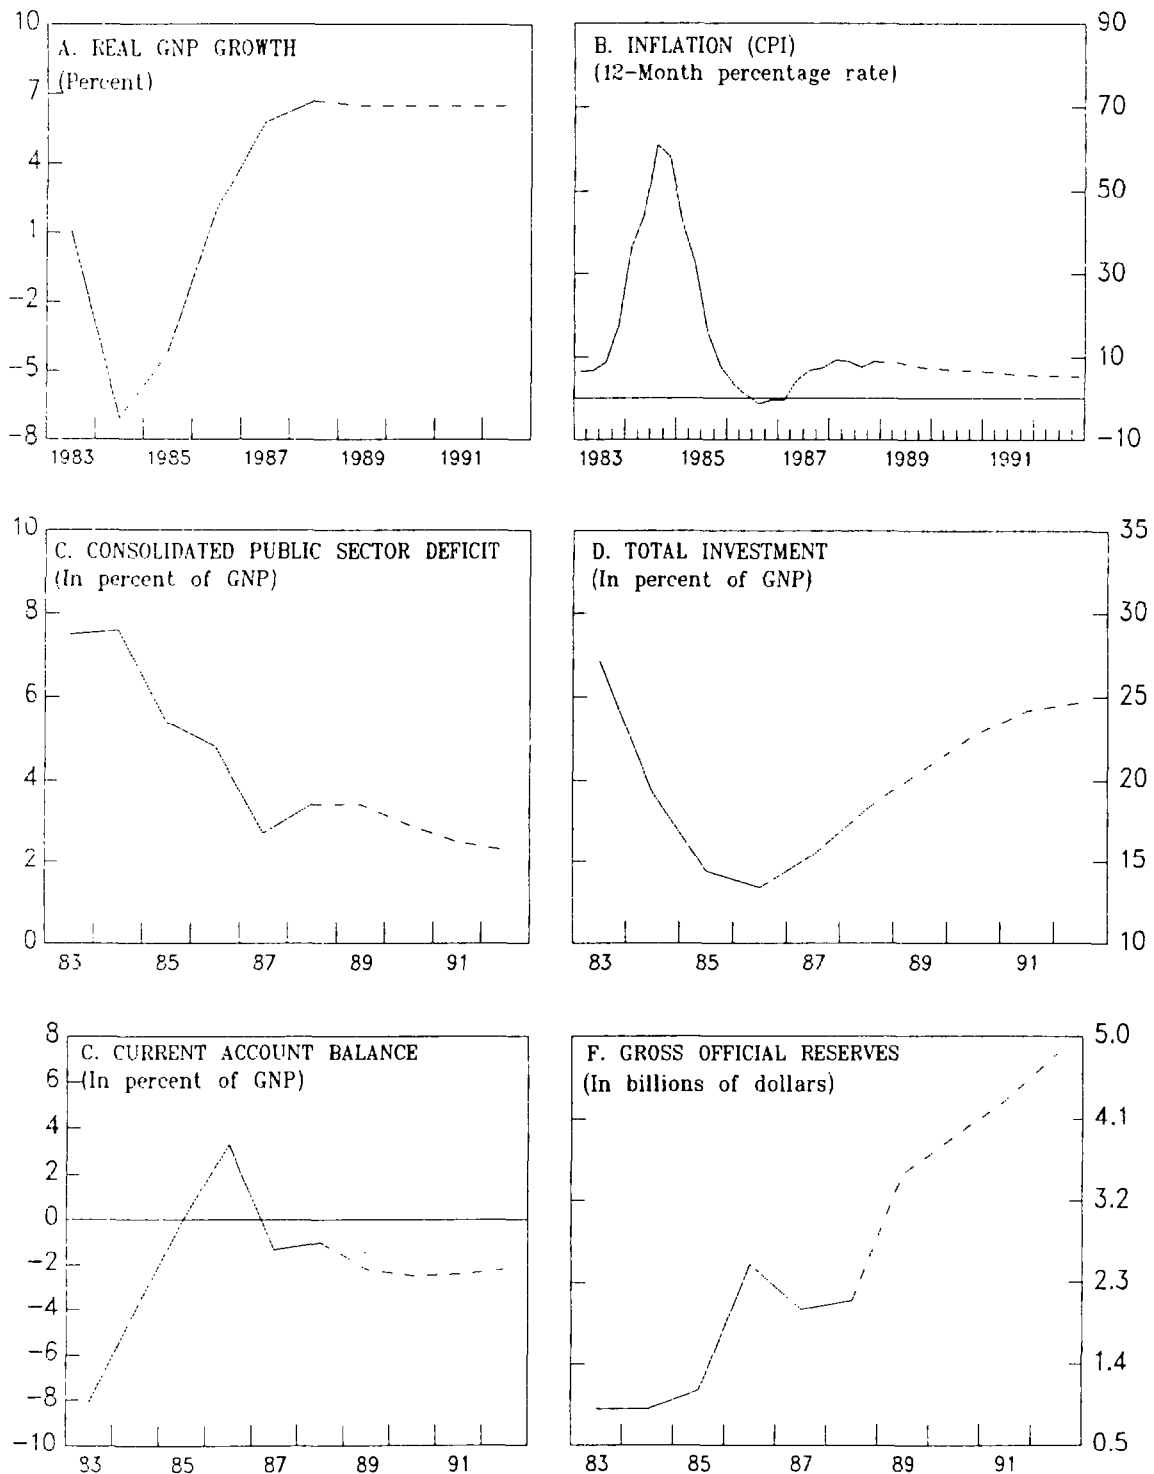 A. REAL GNP GROWTH
(Percent)
10
7
4
1
-2
-5
-8
1983 1985 1987 1989 1991
B. INFLATION (CPI)
(12-Month percentage rate)
90
70
50
30
10
-10
1983 1985 1987 1989 1991
C. CONSOLIDATED PUBLIC SECTOR DEFICIT
(In percent of GNP)
10
8
6
4
2
0
83 85 87 89 91
D. TOTAL INVESTMENT
(In percent of GNP)
35
30
25
20
15
10
83 85 87 89 91
C. CURRENT ACCOUNT BALANCE
(In percent of GNP)
8
6
4
2
0
-2
-4
-6
-8
-10
83 85 87 89 91
F. GROSS OFFICIAL RESERVES
(In billions of dollars)
5.0
4.1
3.2
2.3
1.4
0.5
83 85 87 89 91